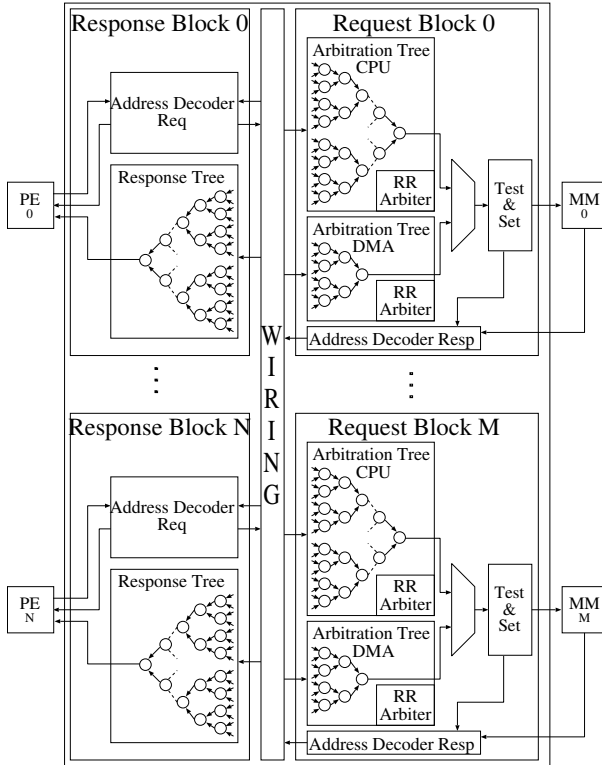 Response Block 0
Request Block 0
Arbitration Tree
CPU
Address Decoder
Req
Response Tree
RR
Arbiter
Test
&
Set
PE
0
MM
0
Arbitration Tree
DMA
RR
Arbiter
Address Decoder Resp
WIRING
Response Block N
Request Block M
Arbitration Tree
CPU
Address Decoder
Req
Response Tree
RR
Arbiter
Test
&
Set
PE
N
MM
M
Arbitration Tree
DMA
RR
Arbiter
Address Decoder Resp